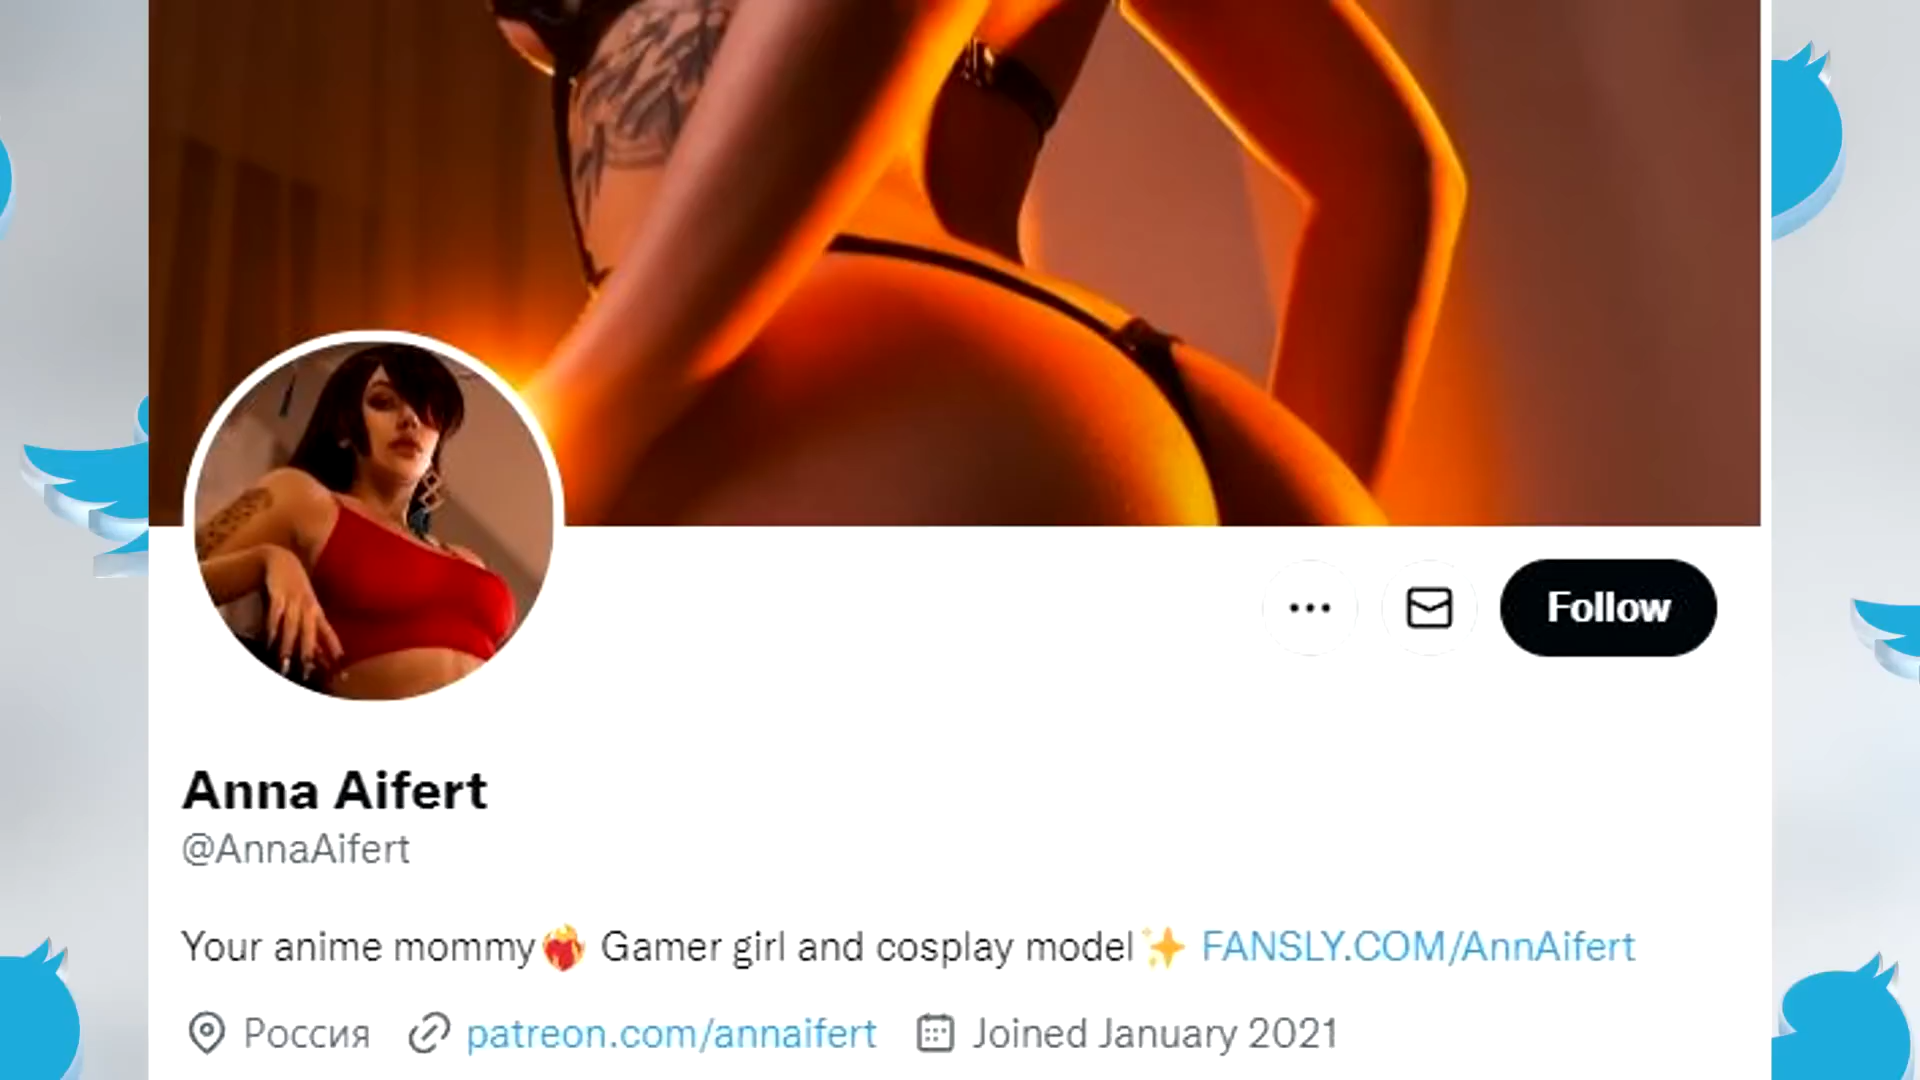 Follow
Anna Aifert
@AnnaAifert
Your anime mommy❤️‍🔥 Gamer girl and cosplay model✨ FANSLY.COM/AnnAifert
Россия patreon.com/annaifert Joined January 2021